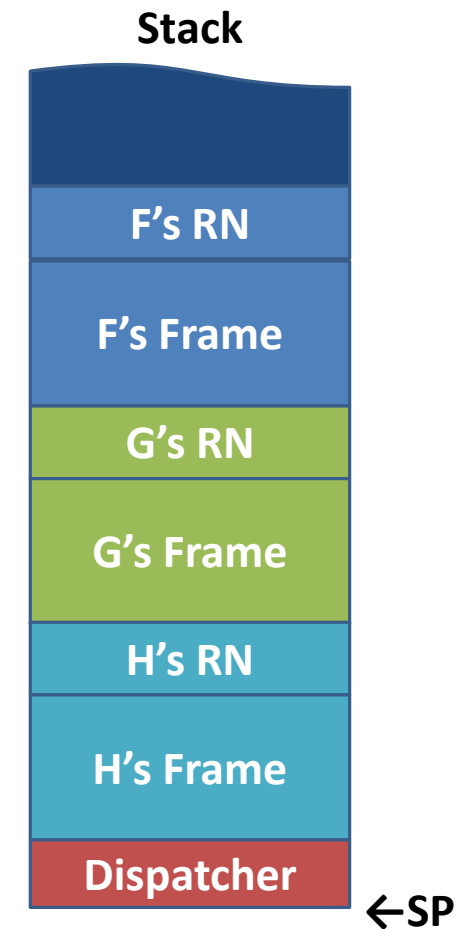 Stack
F’s RN
F’s Frame
G’s RN
G’s Frame
H’s RN
H’s Frame
Dispatcher
←SP